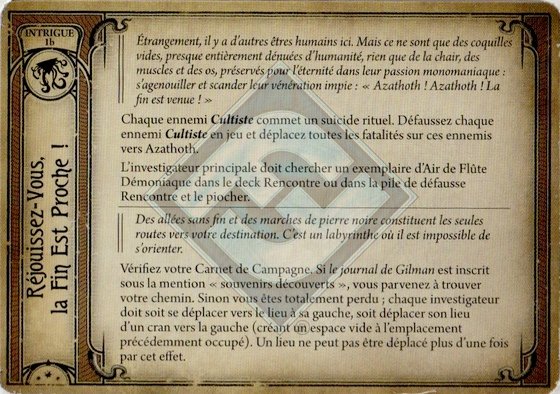 INTRIGUE
1b
Réjouissez-Vous,
la Fin Est Proche !
Étrangement, il y a d'autres êtres humains ici. Mais ce ne sont que des coquilles
vides, presque entièrement dénuées d'humanité, rien que de la chair, des
muscles et des os, préservés pour l'éternité dans leur passion monomaniaque :
s'agenouiller et scander leur vénération impie : « Azathoth ! Azathoth ! La
fin est venue ! »
Chaque ennemi Cultiste commet un suicide rituel. Défaussez chaque
ennemi Cultiste en jeu et déplacez toutes les fatalités sur ces ennemis
vers Azathoth.
L'investigateur principale doit chercher un exemplaire d'Air de Flûte
Démoniaque dans le deck Rencontre ou dans la pile de défausse
Rencontre et le piocher.
Des allées sans fin et des marches de pierre noire constituent les seules
routes vers votre destination. C'est un labyrinthe où il est impossible de
s'orienter.
Vérifiez votre Carnet de Campagne. Si le journal de Gilman est inscrit
sous la mention « souvenirs découverts », vous parvenez à trouver
votre chemin. Sinon vous êtes totalement perdu ; chaque investigateur
doit soit se déplacer vers le lieu à sa gauche, soit déplacer son lieu
d'un cran vers la gauche (créant un espace vide à l'emplacement
précédemment occupé). Un lieu ne peut pas être déplacé plus d'une fois
par cet effet.